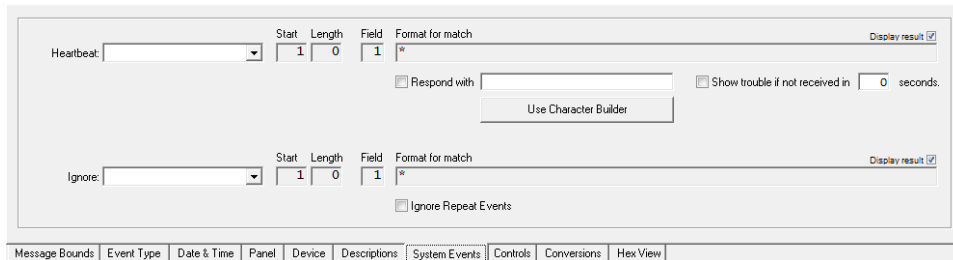 Start Length Field Format for match Display result
Heartbeat: 1 0 1 *
Respond with Show trouble if not received in 0 seconds.
Use Character Builder
Start Length Field Format for match Display result
Ignore: 1 0 1 *
Ignore Repeat Events
Message Bounds Event Type Date & Time Panel Device Descriptions System Events Controls Conversions Hex View